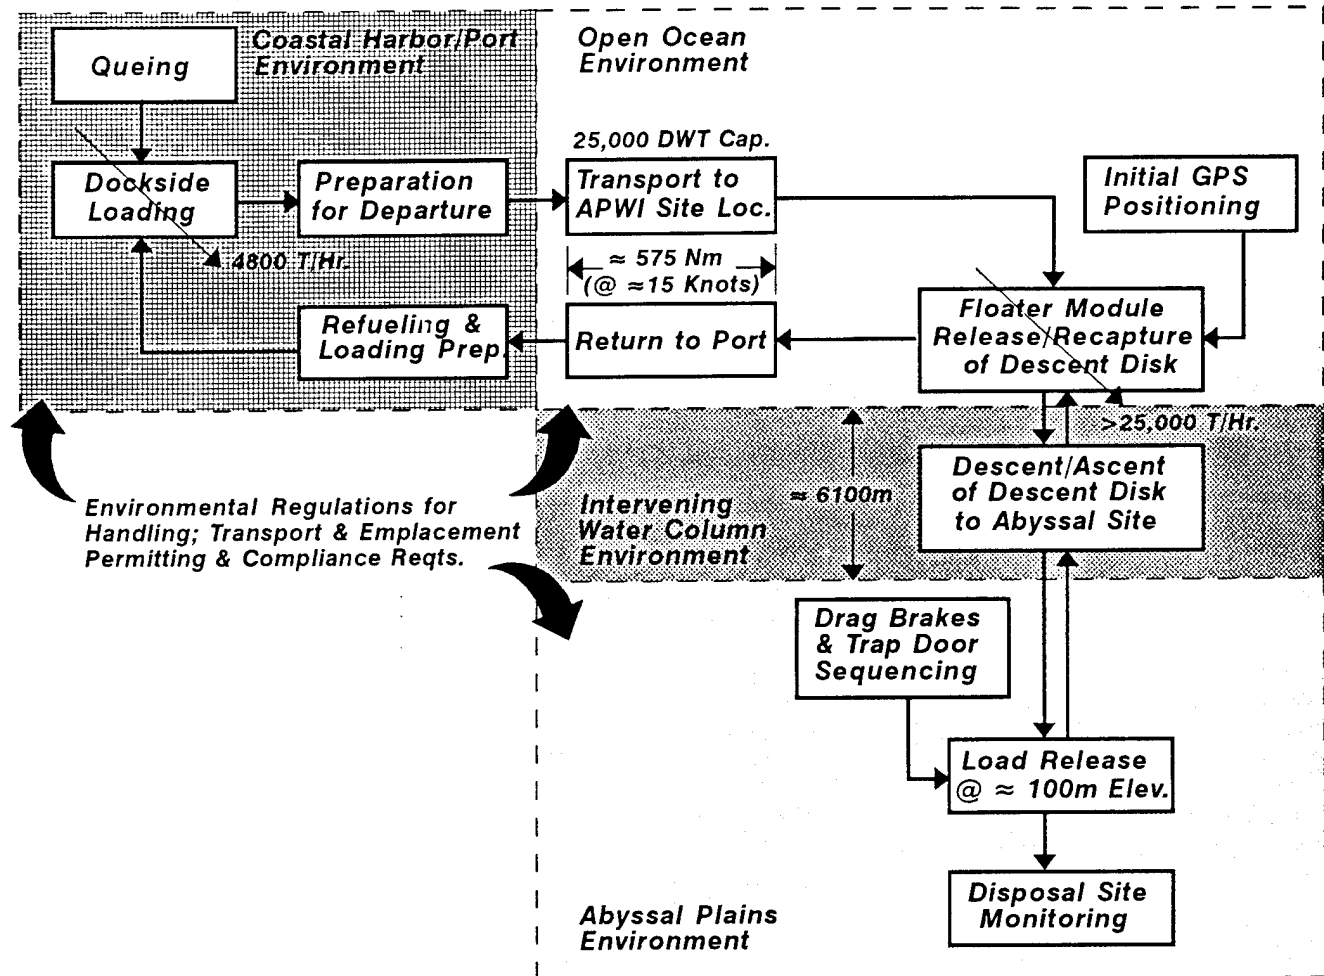 Queing
Coastal Harbor/Port
Environment
Open Ocean
Environment
25,000 DWT Cap.
Dockside
Loading
Preparation
for Departure
Transport to
APWI Site Loc.
Initial GPS
Positioning
4800 T/Hr.
≈ 575 Nm
(@ ≈15 Knots)
Refueling &
Loading Prep.
Return to Port
Floater Module
Release/Recapture
of Descent Disk
>25,000 T/Hr.
Environmental Regulations for
Handling; Transport & Emplacement
Permitting & Compliance Reqts.
Intervening
Water Column
Environment
≈ 6100m
Descent/Ascent
of Descent Disk
to Abyssal Site
Drag Brakes
& Trap Door
Sequencing
Load Release
@ ≈ 100m Elev.
Disposal Site
Monitoring
Abyssal Plains
Environment